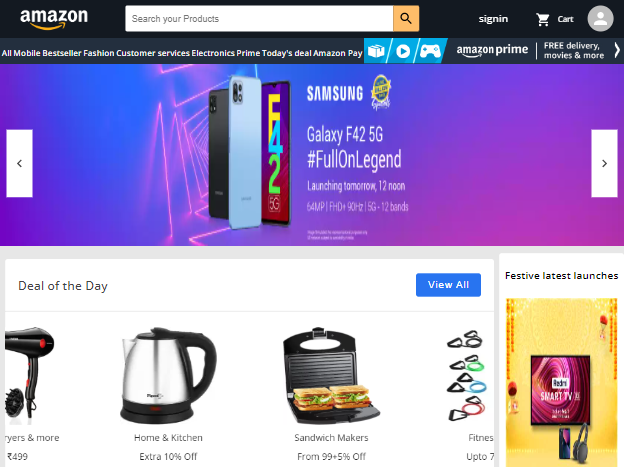 amazon
Search your Products
signin
Cart
All Mobile Bestseller Fashion Customer services Electronics Prime Today's deal Amazon Pay
amazon prime
FREE delivery,
movies & more
SAMSUNG
Galaxy F42 5G
#FullOnLegend
Launching tomorrow, 12 noon
64MP | FHD+ 90Hz | 5G - 12 bands
F42
5G
Deal of the Day
View All
Festive latest launches
ryers & more
₹499
Home & Kitchen
Extra 10% Off
Sandwich Makers
From 99+5% Off
Fitnes
Upto 7
Redmi
SMART TV